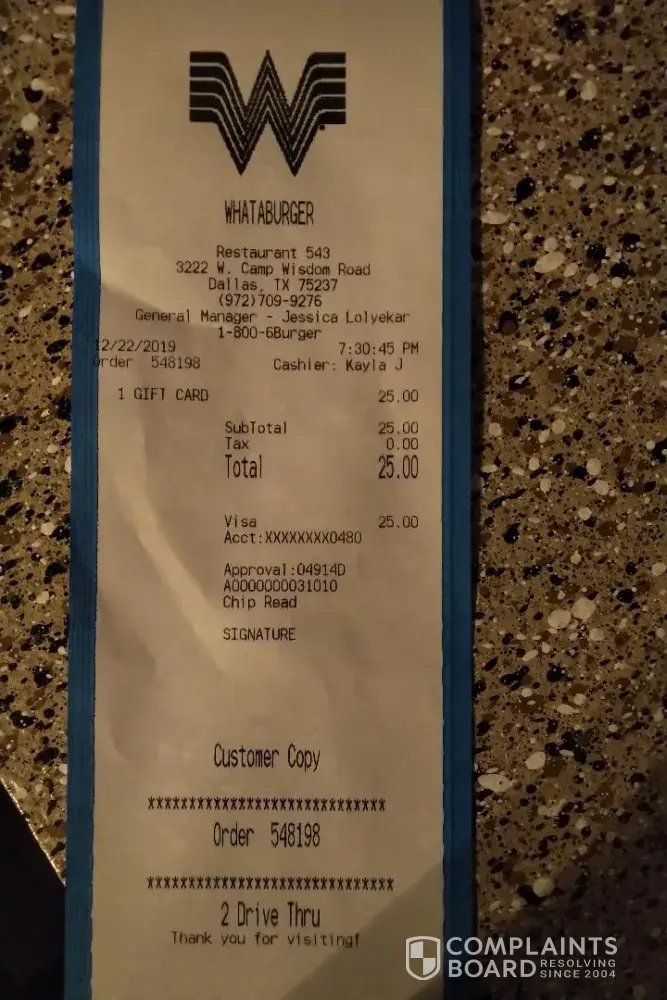 WHATABURGER
Restaurant 543
3222 W. Camp Wisdom Road
Dallas, TX 75237
(972)709-9276
General Manager - Jessica Lolyekar
1-800-6Burger
12/22/2019 7:30:45 PM
Order 548198 Cashier: Kayla J
1 GIFT CARD 25.00
SubTotal 25.00
Tax 0.00
Total 25.00
Visa 25.00
Acct:XXXXXXXX0480
Approval:04914D
A0000000031010
Chip Read
SIGNATURE
Customer Copy
****************************
Order 548198
*****************************
2 Drive Thru
Thank you for visiting!
COMPLAINTS
BOARD RESOLVING
SINCE 2004